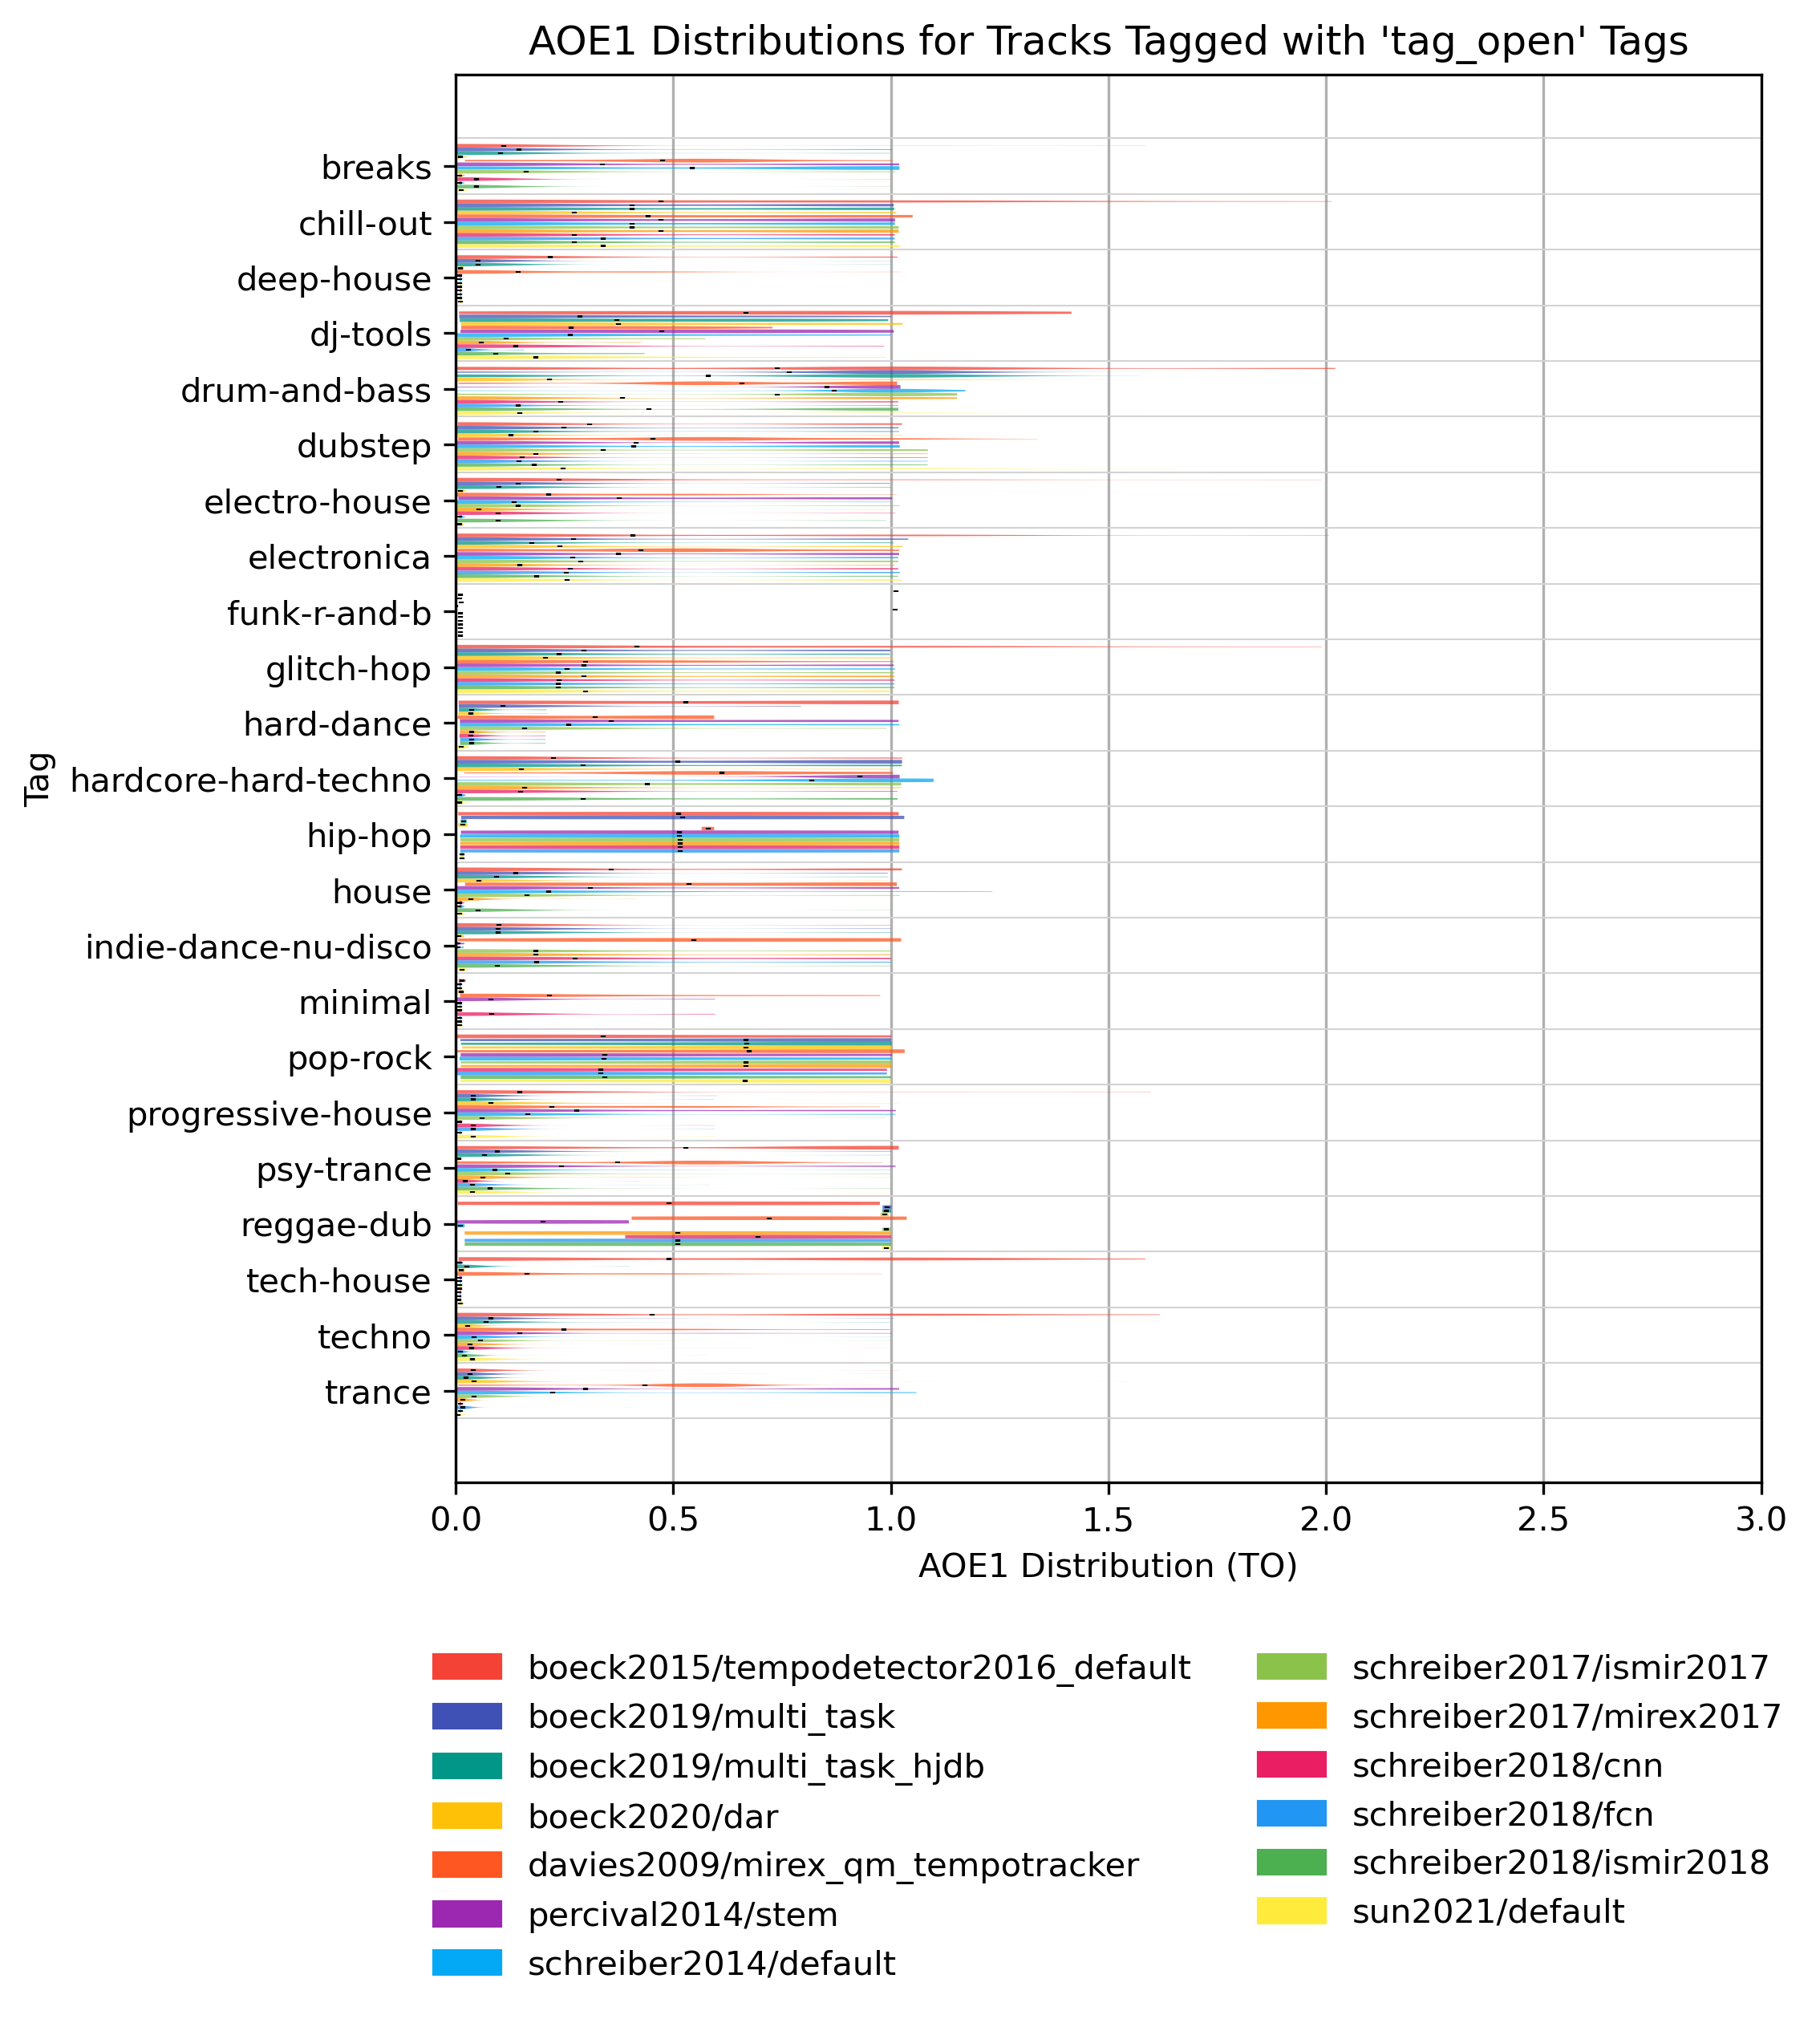 AOE1 Distributions for Tracks Tagged with 'tag_open' Tags
Tag
breaks
chill-out
deep-house
dj-tools
drum-and-bass
dubstep
electro-house
electronica
funk-r-and-b
glitch-hop
hard-dance
hardcore-hard-techno
hip-hop
house
indie-dance-nu-disco
minimal
pop-rock
progressive-house
psy-trance
reggae-dub
tech-house
techno
trance
0.0 0.5 1.0 1.5 2.0 2.5 3.0
AOE1 Distribution (TO)
boeck2015/tempodetector2016_default
boeck2019/multi_task
boeck2019/multi_task_hjdb
boeck2020/dar
davies2009/mirex_qm_tempotracker
percival2014/stem
schreiber2014/default
schreiber2017/ismir2017
schreiber2017/mirex2017
schreiber2018/cnn
schreiber2018/fcn
schreiber2018/ismir2018
sun2021/default